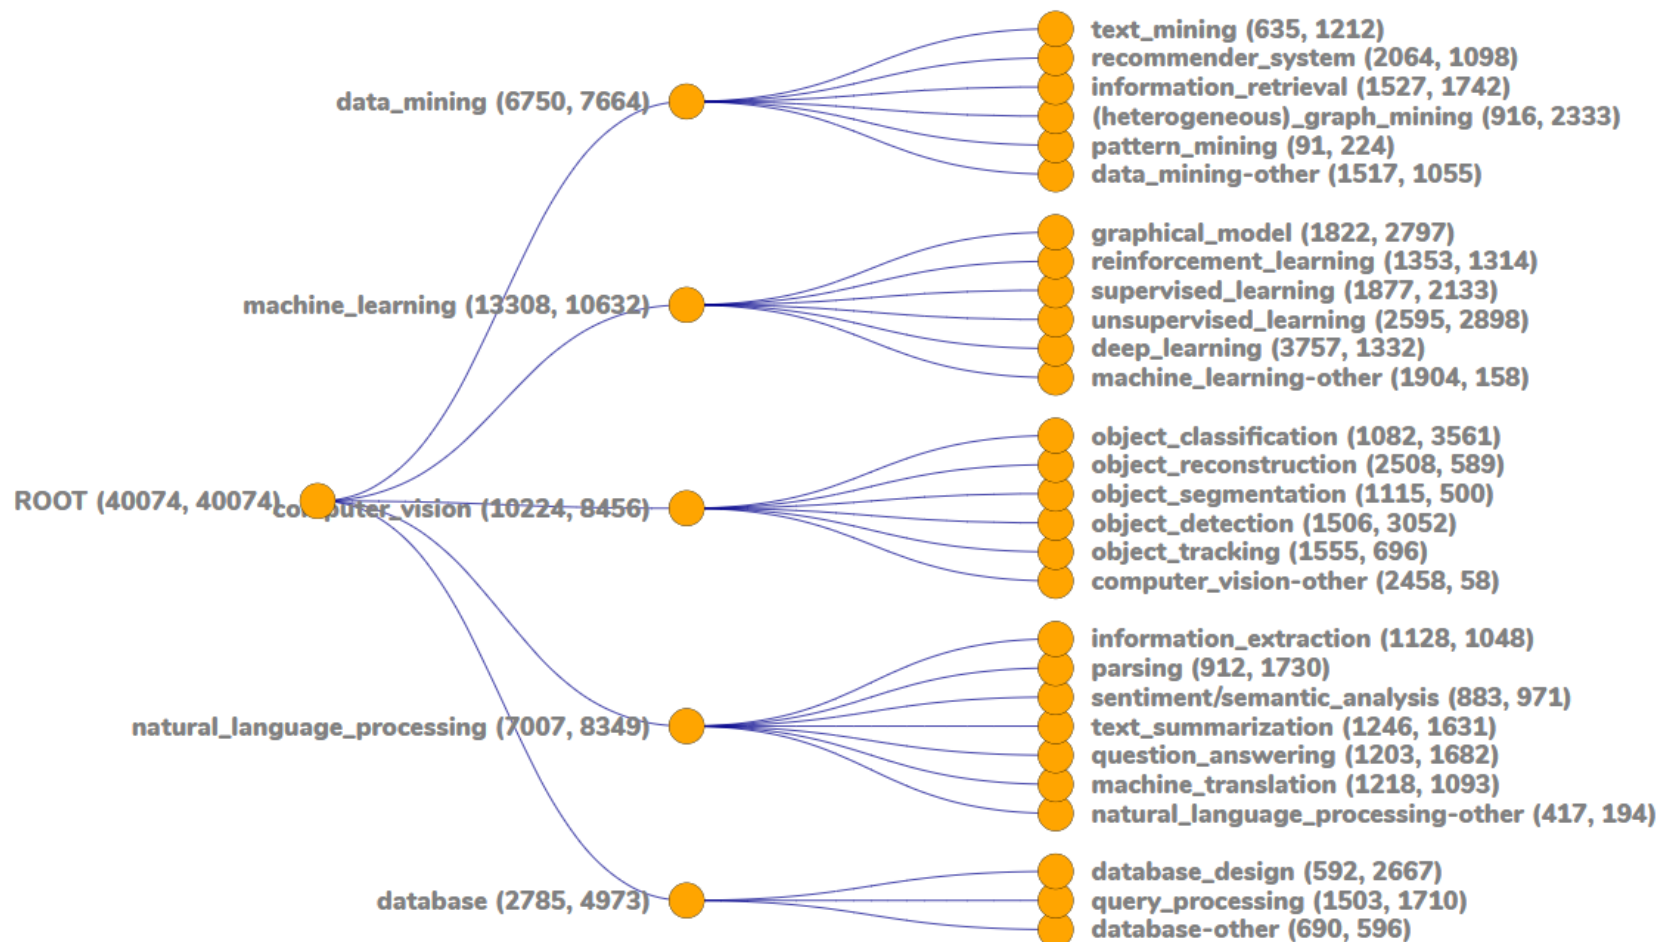 ROOT (40074, 40074)
data_mining (6750, 7664)
text_mining (635, 1212)
recommender_system (2064, 1098)
information_retrieval (1527, 1742)
(heterogeneous)_graph_mining (916, 2333)
pattern_mining (91, 224)
data_mining-other (1517, 1055)
machine_learning (13308, 10632)
graphical_model (1822, 2797)
reinforcement_learning (1353, 1314)
supervised_learning (1877, 2133)
unsupervised_learning (2595, 2898)
deep_learning (3757, 1332)
machine_learning-other (1904, 158)
computer_vision (10224, 8456)
object_classification (1082, 3561)
object_reconstruction (2508, 589)
object_segmentation (1115, 500)
object_detection (1506, 3052)
object_tracking (1555, 696)
computer_vision-other (2458, 58)
natural_language_processing (7007, 8349)
information_extraction (1128, 1048)
parsing (912, 1730)
sentiment/semantic_analysis (883, 971)
text_summarization (1246, 1631)
question_answering (1203, 1682)
machine_translation (1218, 1093)
natural_language_processing-other (417, 194)
database (2785, 4973)
database_design (592, 2667)
query_processing (1503, 1710)
database-other (690, 596)